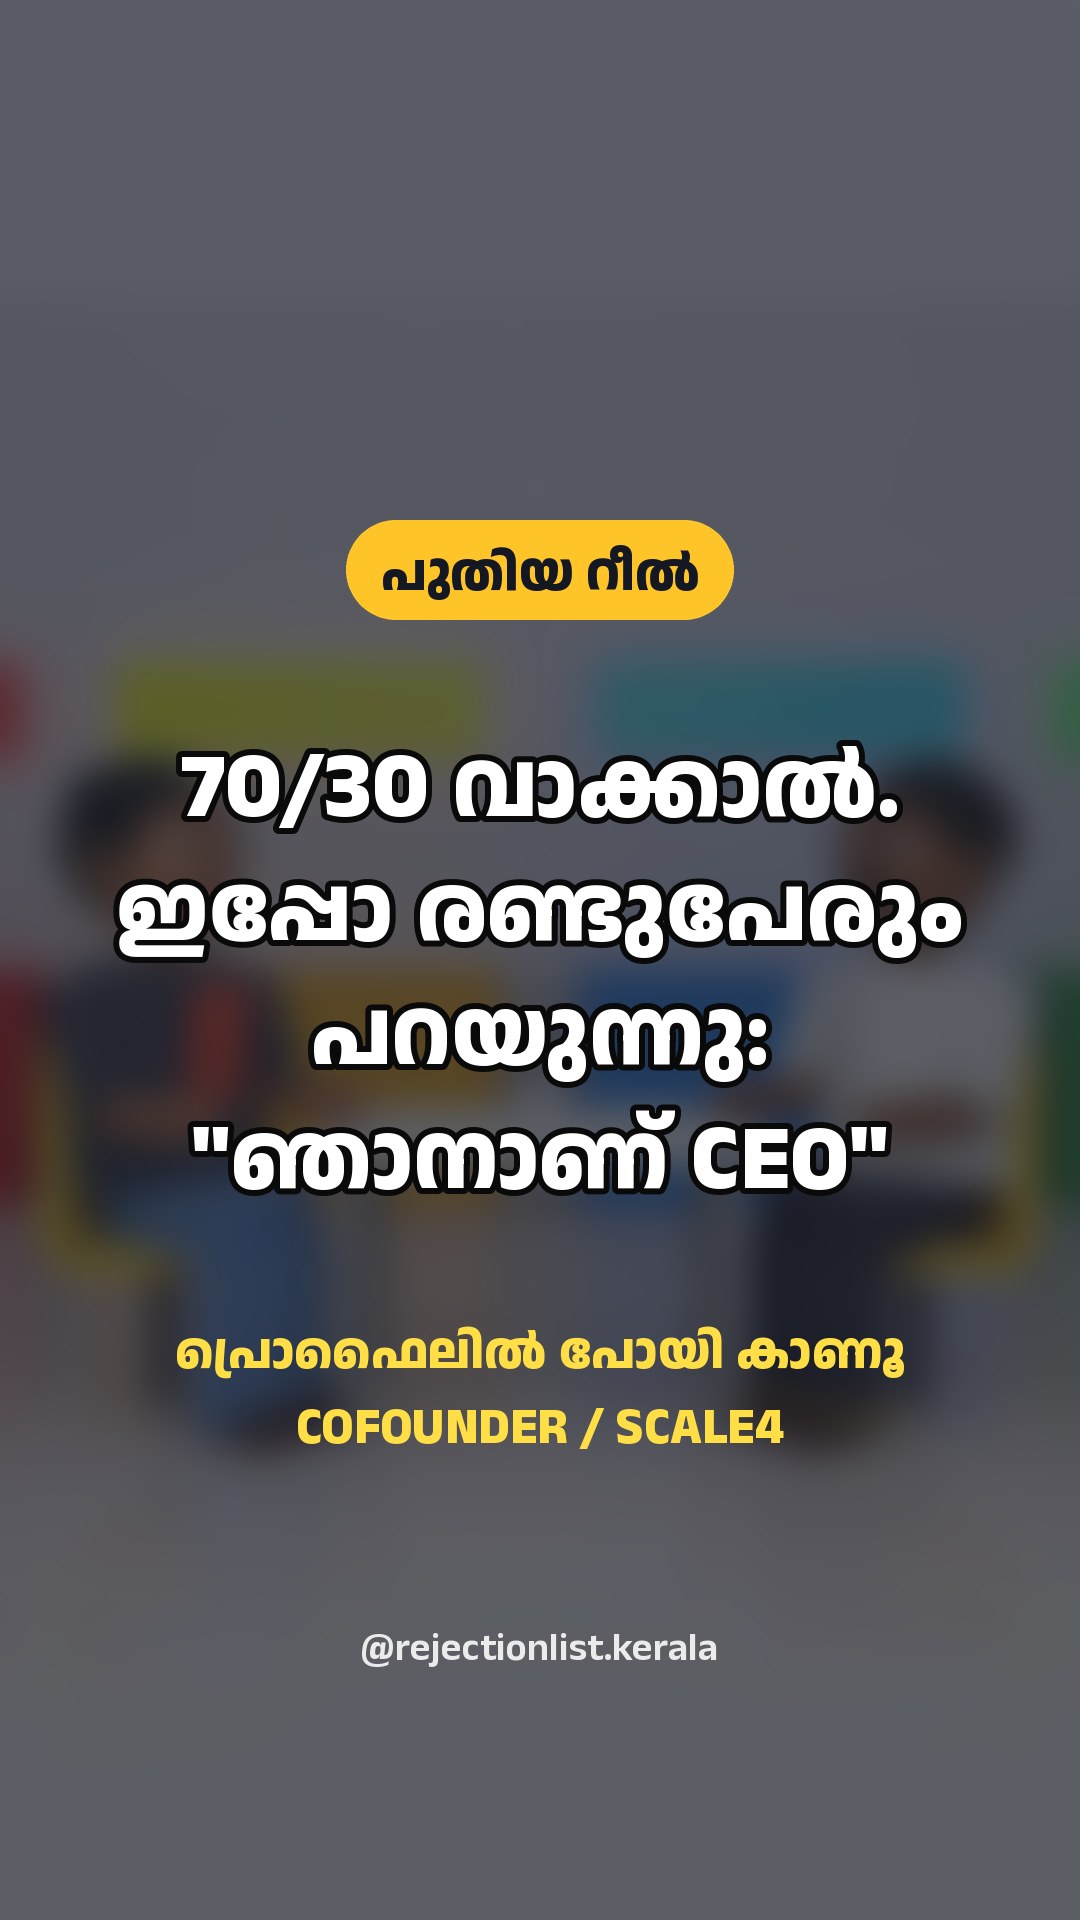 പുതിയ റീൽ
70/30 വാക്കാൽ.
ഇപ്പോ രണ്ടുപേരും
പറയുന്നു:
"ഞാനാണ് CEO"
പ്രൊഫൈലിൽ പോയി കാണൂ
COFOUNDER / SCALE4
@rejectionlist.kerala